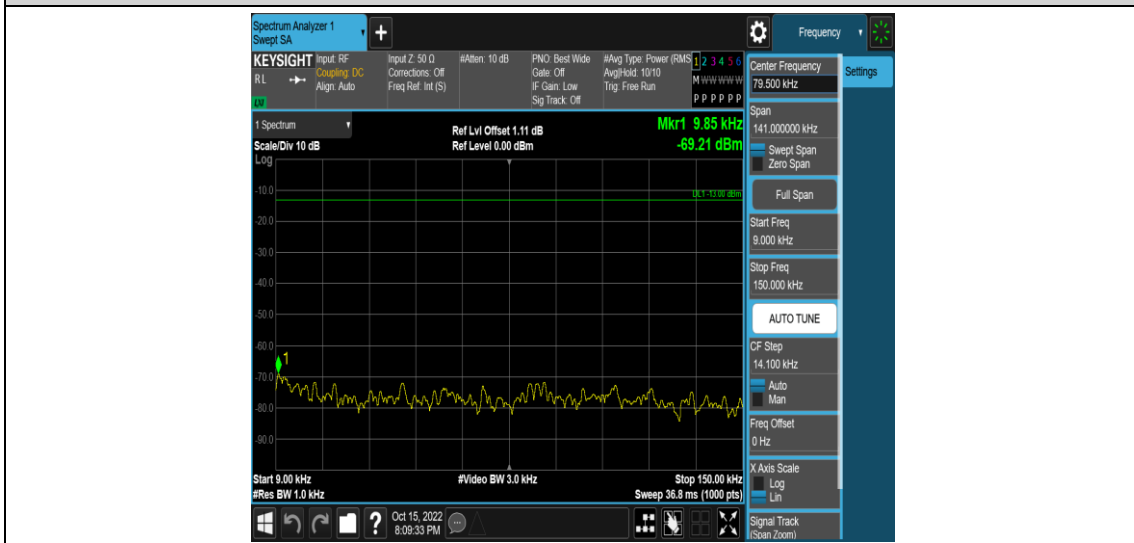 Spectrum Analyzer 1
Swept SA
+
Frequency
KEYSIGHT
RL
LXI
Input: RF
Coupling: DC
Align: Auto
Input Z: 50 Ω
Corrections: Off
Freq Ref: Int (S)
#Atten: 10 dB
PNO: Best Wide
Gate: Off
IF Gain: Low
Sig Track: Off
#Avg Type: Power (RMS
Avg|Hold: 10/10
Trig: Free Run
1 2 3 4 5 6
M W W W W W
P P P P P P
Center Frequency
79.500 kHz
Settings
1 Spectrum
Scale/Div 10 dB
Ref Lvl Offset 1.11 dB
Ref Level 0.00 dBm
Mkr1 9.85 kHz
-69.21 dBm
Log
DL1 -13.00 dBm
-10.0
-20.0
-30.0
-40.0
-50.0
-60.0
1
-70.0
-80.0
-90.0
Start 9.00 kHz
#Res BW 1.0 kHz
#Video BW 3.0 kHz
Stop 150.00 kHz
Sweep 36.8 ms (1000 pts)
Span
141.000000 kHz
Swept Span
Zero Span
Full Span
Start Freq
9.000 kHz
Stop Freq
150.000 kHz
AUTO TUNE
CF Step
14.100 kHz
Auto
Man
Freq Offset
0 Hz
X Axis Scale
Log
Lin
Signal Track
(Span Zoom)
?
Oct 15, 2022
8:09:33 PM